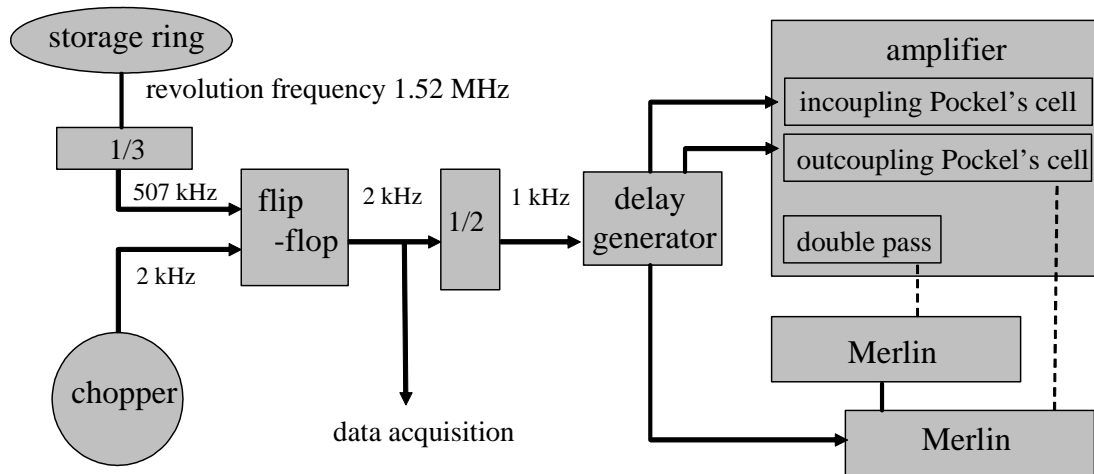 storage ring
revolution frequency 1.52 MHz
1/3
507 kHz
flip
-flop
2 kHz
chopper
2 kHz
1/2
1 kHz
data acquisition
delay
generator
amplifier
incoupling Pockel's cell
outcoupling Pockel's cell
double pass
Merlin
Merlin